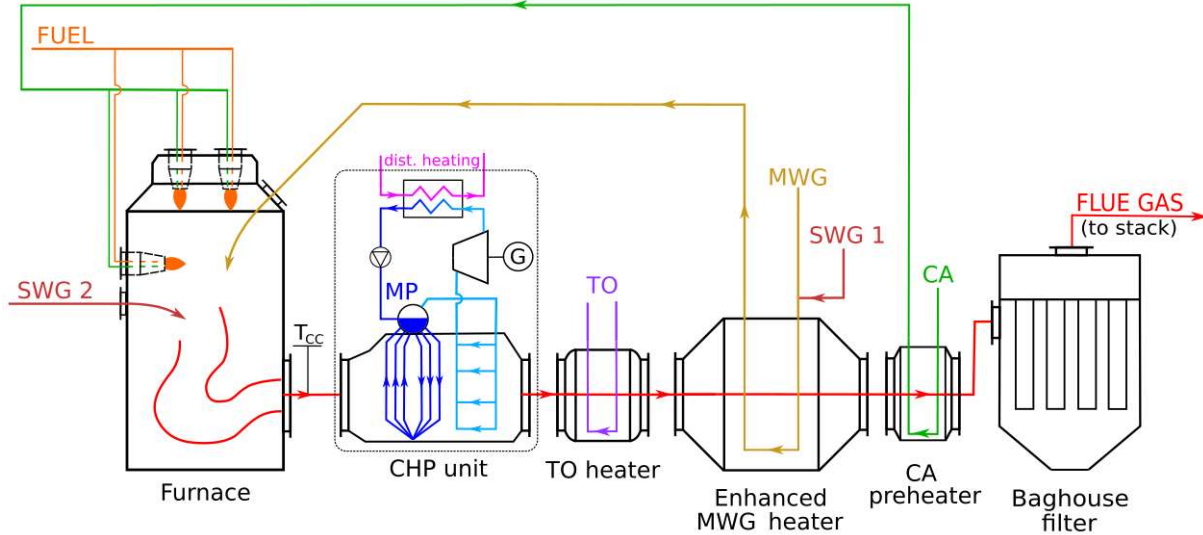 FUEL
dist. heating
MWG
FLUE GAS
(to stack)
SWG 1
G
SWG 2
MP
TO
CA
TCC
CHP unit
TO heater
Furnace
Enhanced
MWG heater
CA
preheater
Baghouse
filter